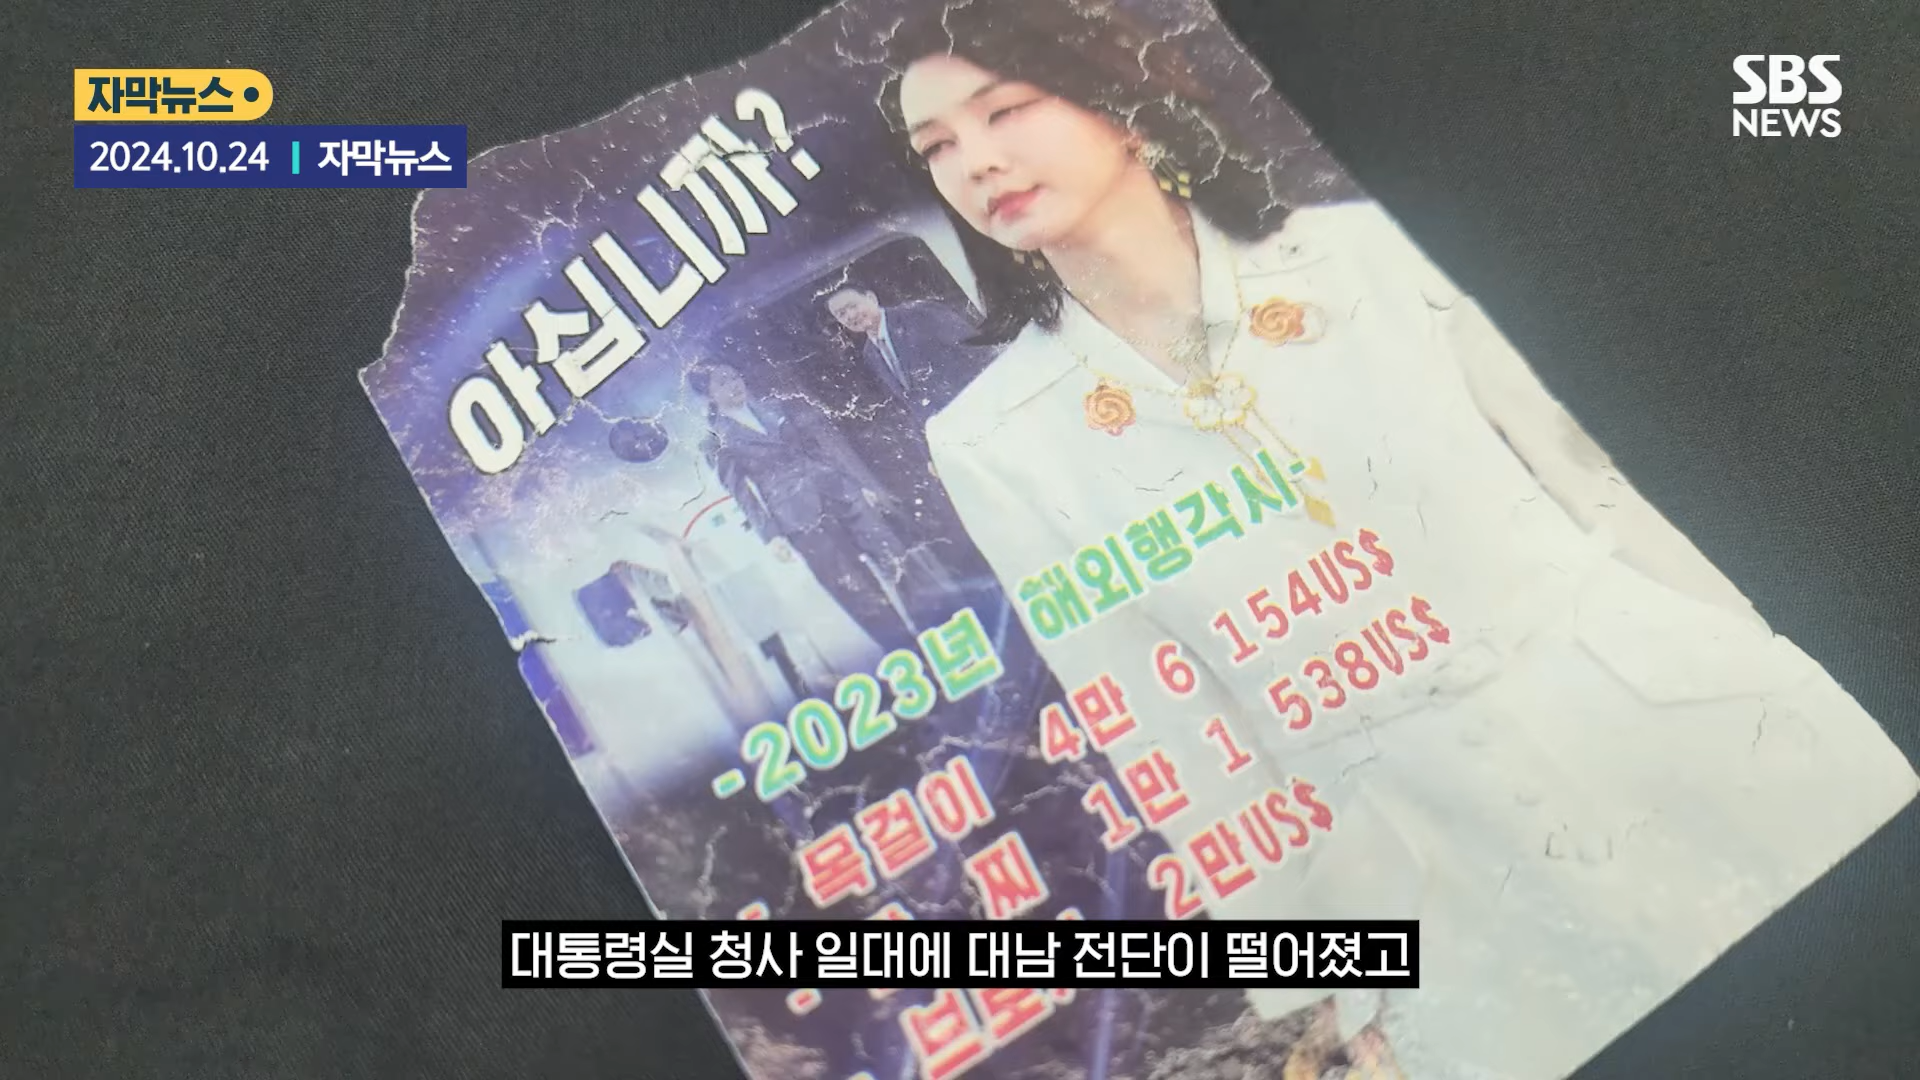 자막뉴스
2024.10.24 | 자막뉴스
SBS
NEWS
아십니까?
-2023년 해외행각시-
목걸이 4만 6 154US$
찌 1만 1 538US$
2만US$
대통령실 청사 일대에 대남 전단이 떨어졌고